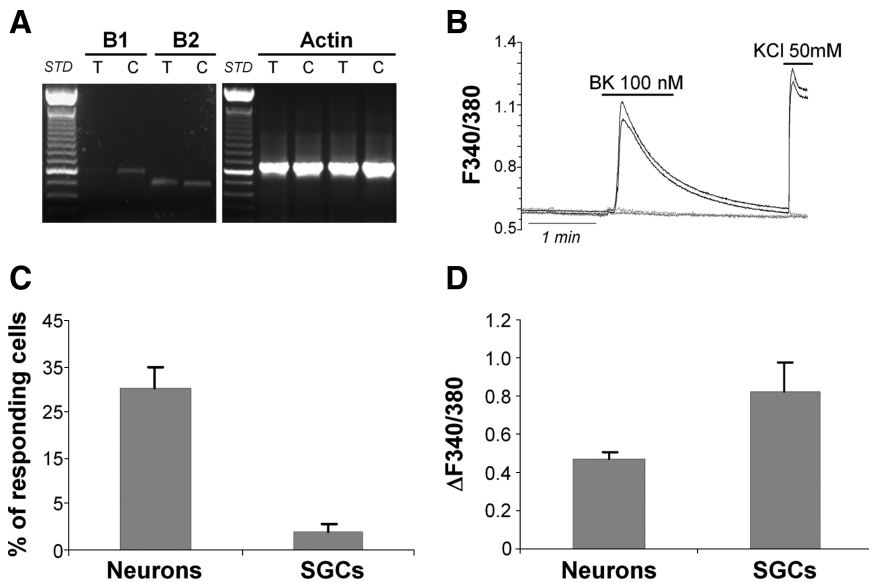 A
B1 B2 Actin
STD T C T C STD T C T C
B
1.4
1.1
0.8
0.5
F340/380
BK 100 nM
KCl 50mM
1 min
C
45
35
25
15
5
0
% of responding cells
Neurons SGCs
D
1.2
1.0
0.8
0.6
0.4
0.2
0
ΔF340/380
Neurons SGCs